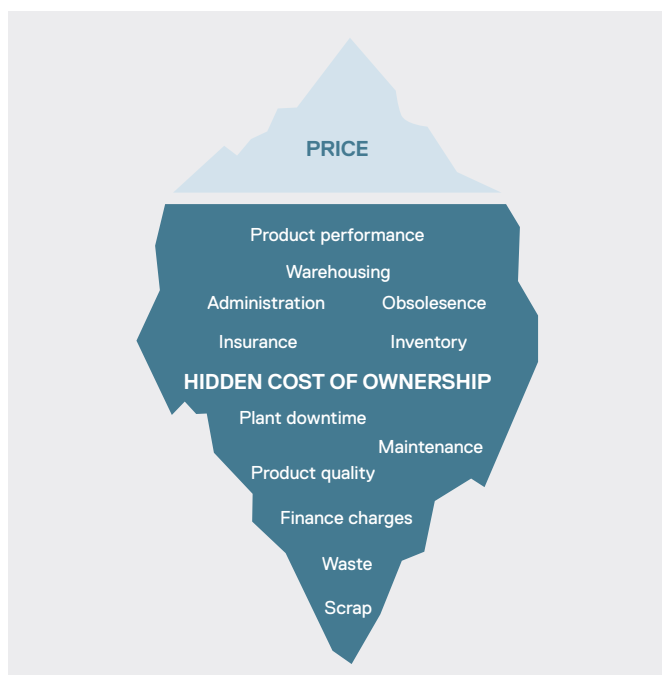 PRICE
Product performance
Warehousing
Administration Obsolesence
Insurance Inventory
HIDDEN COST OF OWNERSHIP
Plant downtime
Maintenance
Product quality
Finance charges
Waste
Scrap